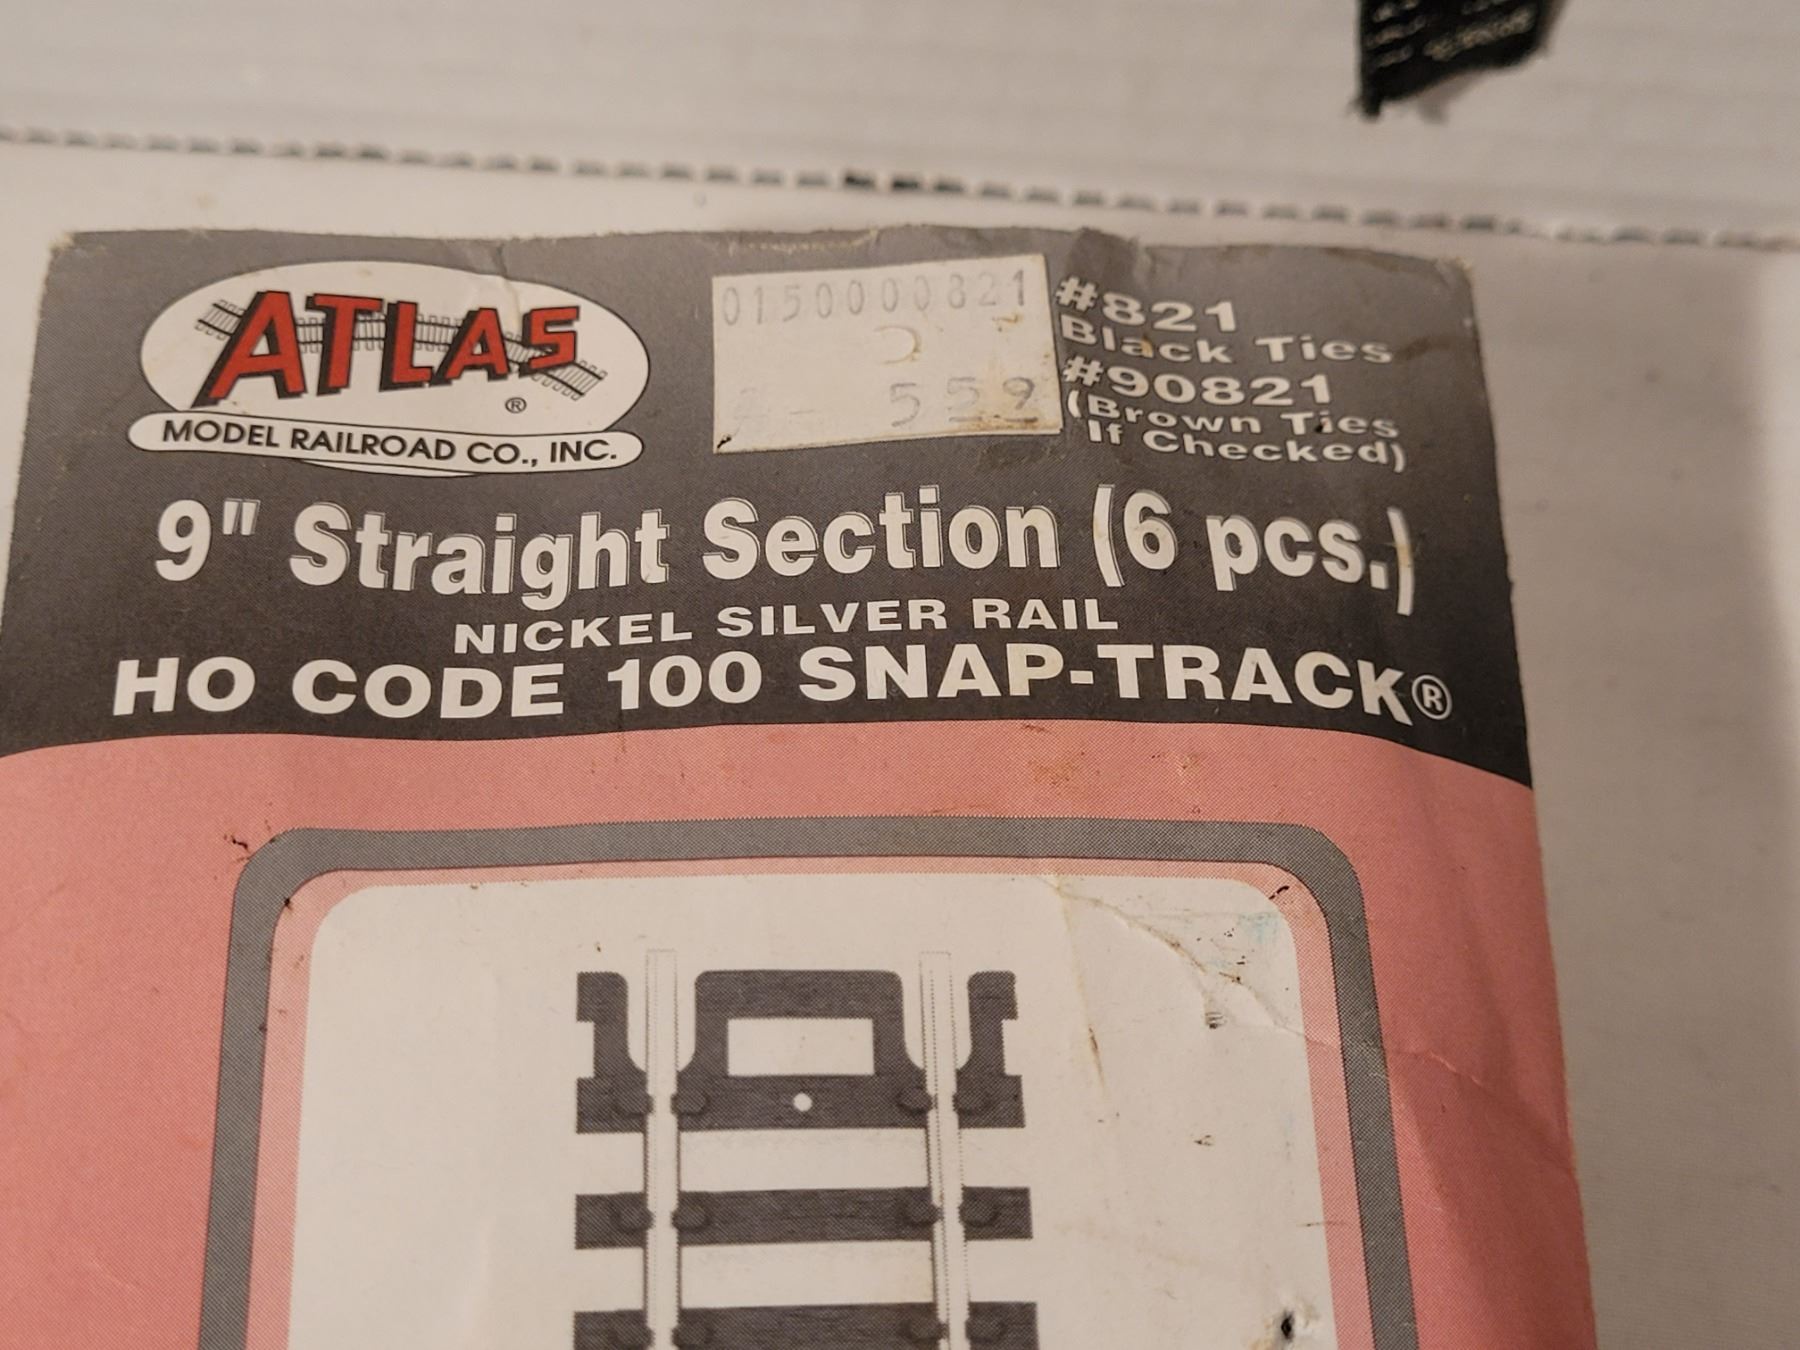 ATLAS
®
MODEL RAILROAD CO., INC.
0150000821
559
#821
Black Ties
#90821
(Brown Ties
If Checked)
9" Straight Section (6 pcs.)
NICKEL SILVER RAIL
HO CODE 100 SNAP-TRACK®